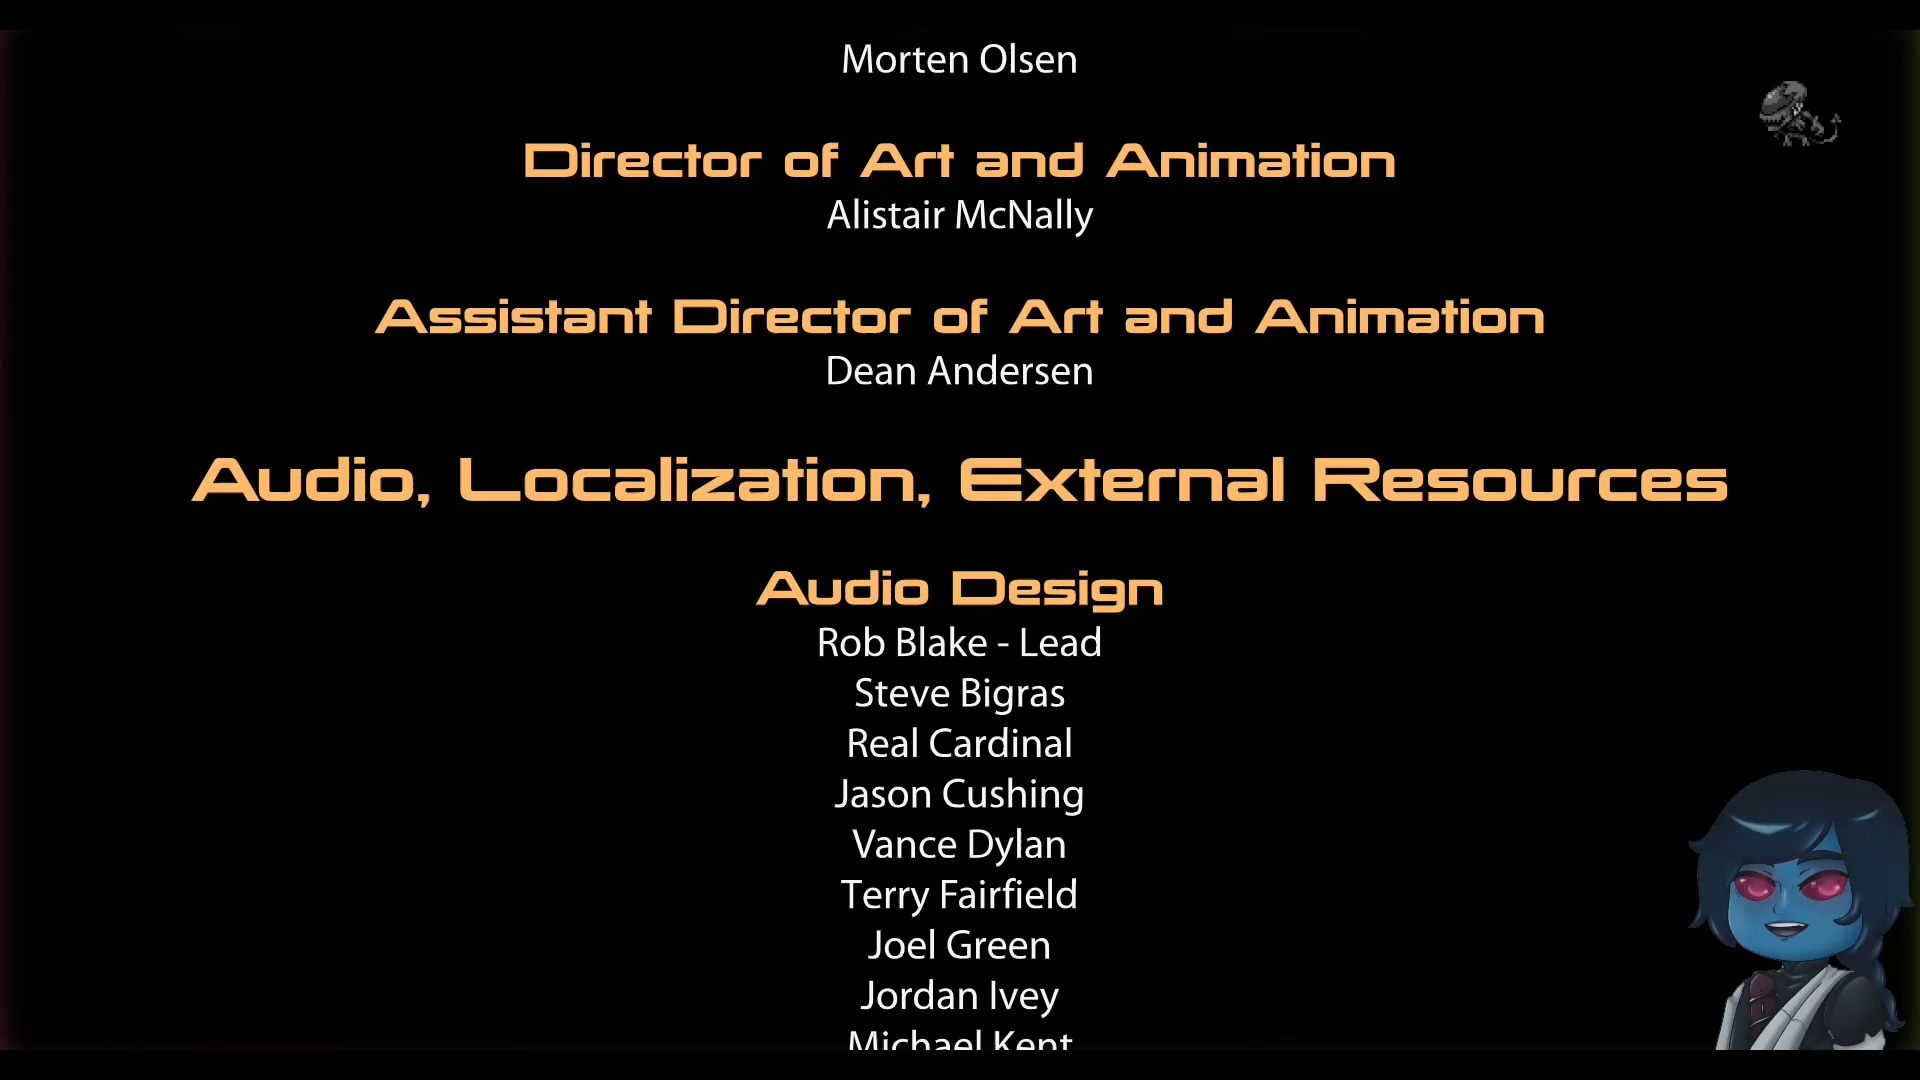 Morten Olsen
Director of Art and Animation
Alistair McNally
Assistant Director of Art and Animation
Dean Andersen
Audio, Localization, External Resources
Audio Design
Rob Blake - Lead
Steve Bigras
Real Cardinal
Jason Cushing
Vance Dylan
Terry Fairfield
Joel Green
Jordan Ivey
Michael Kent